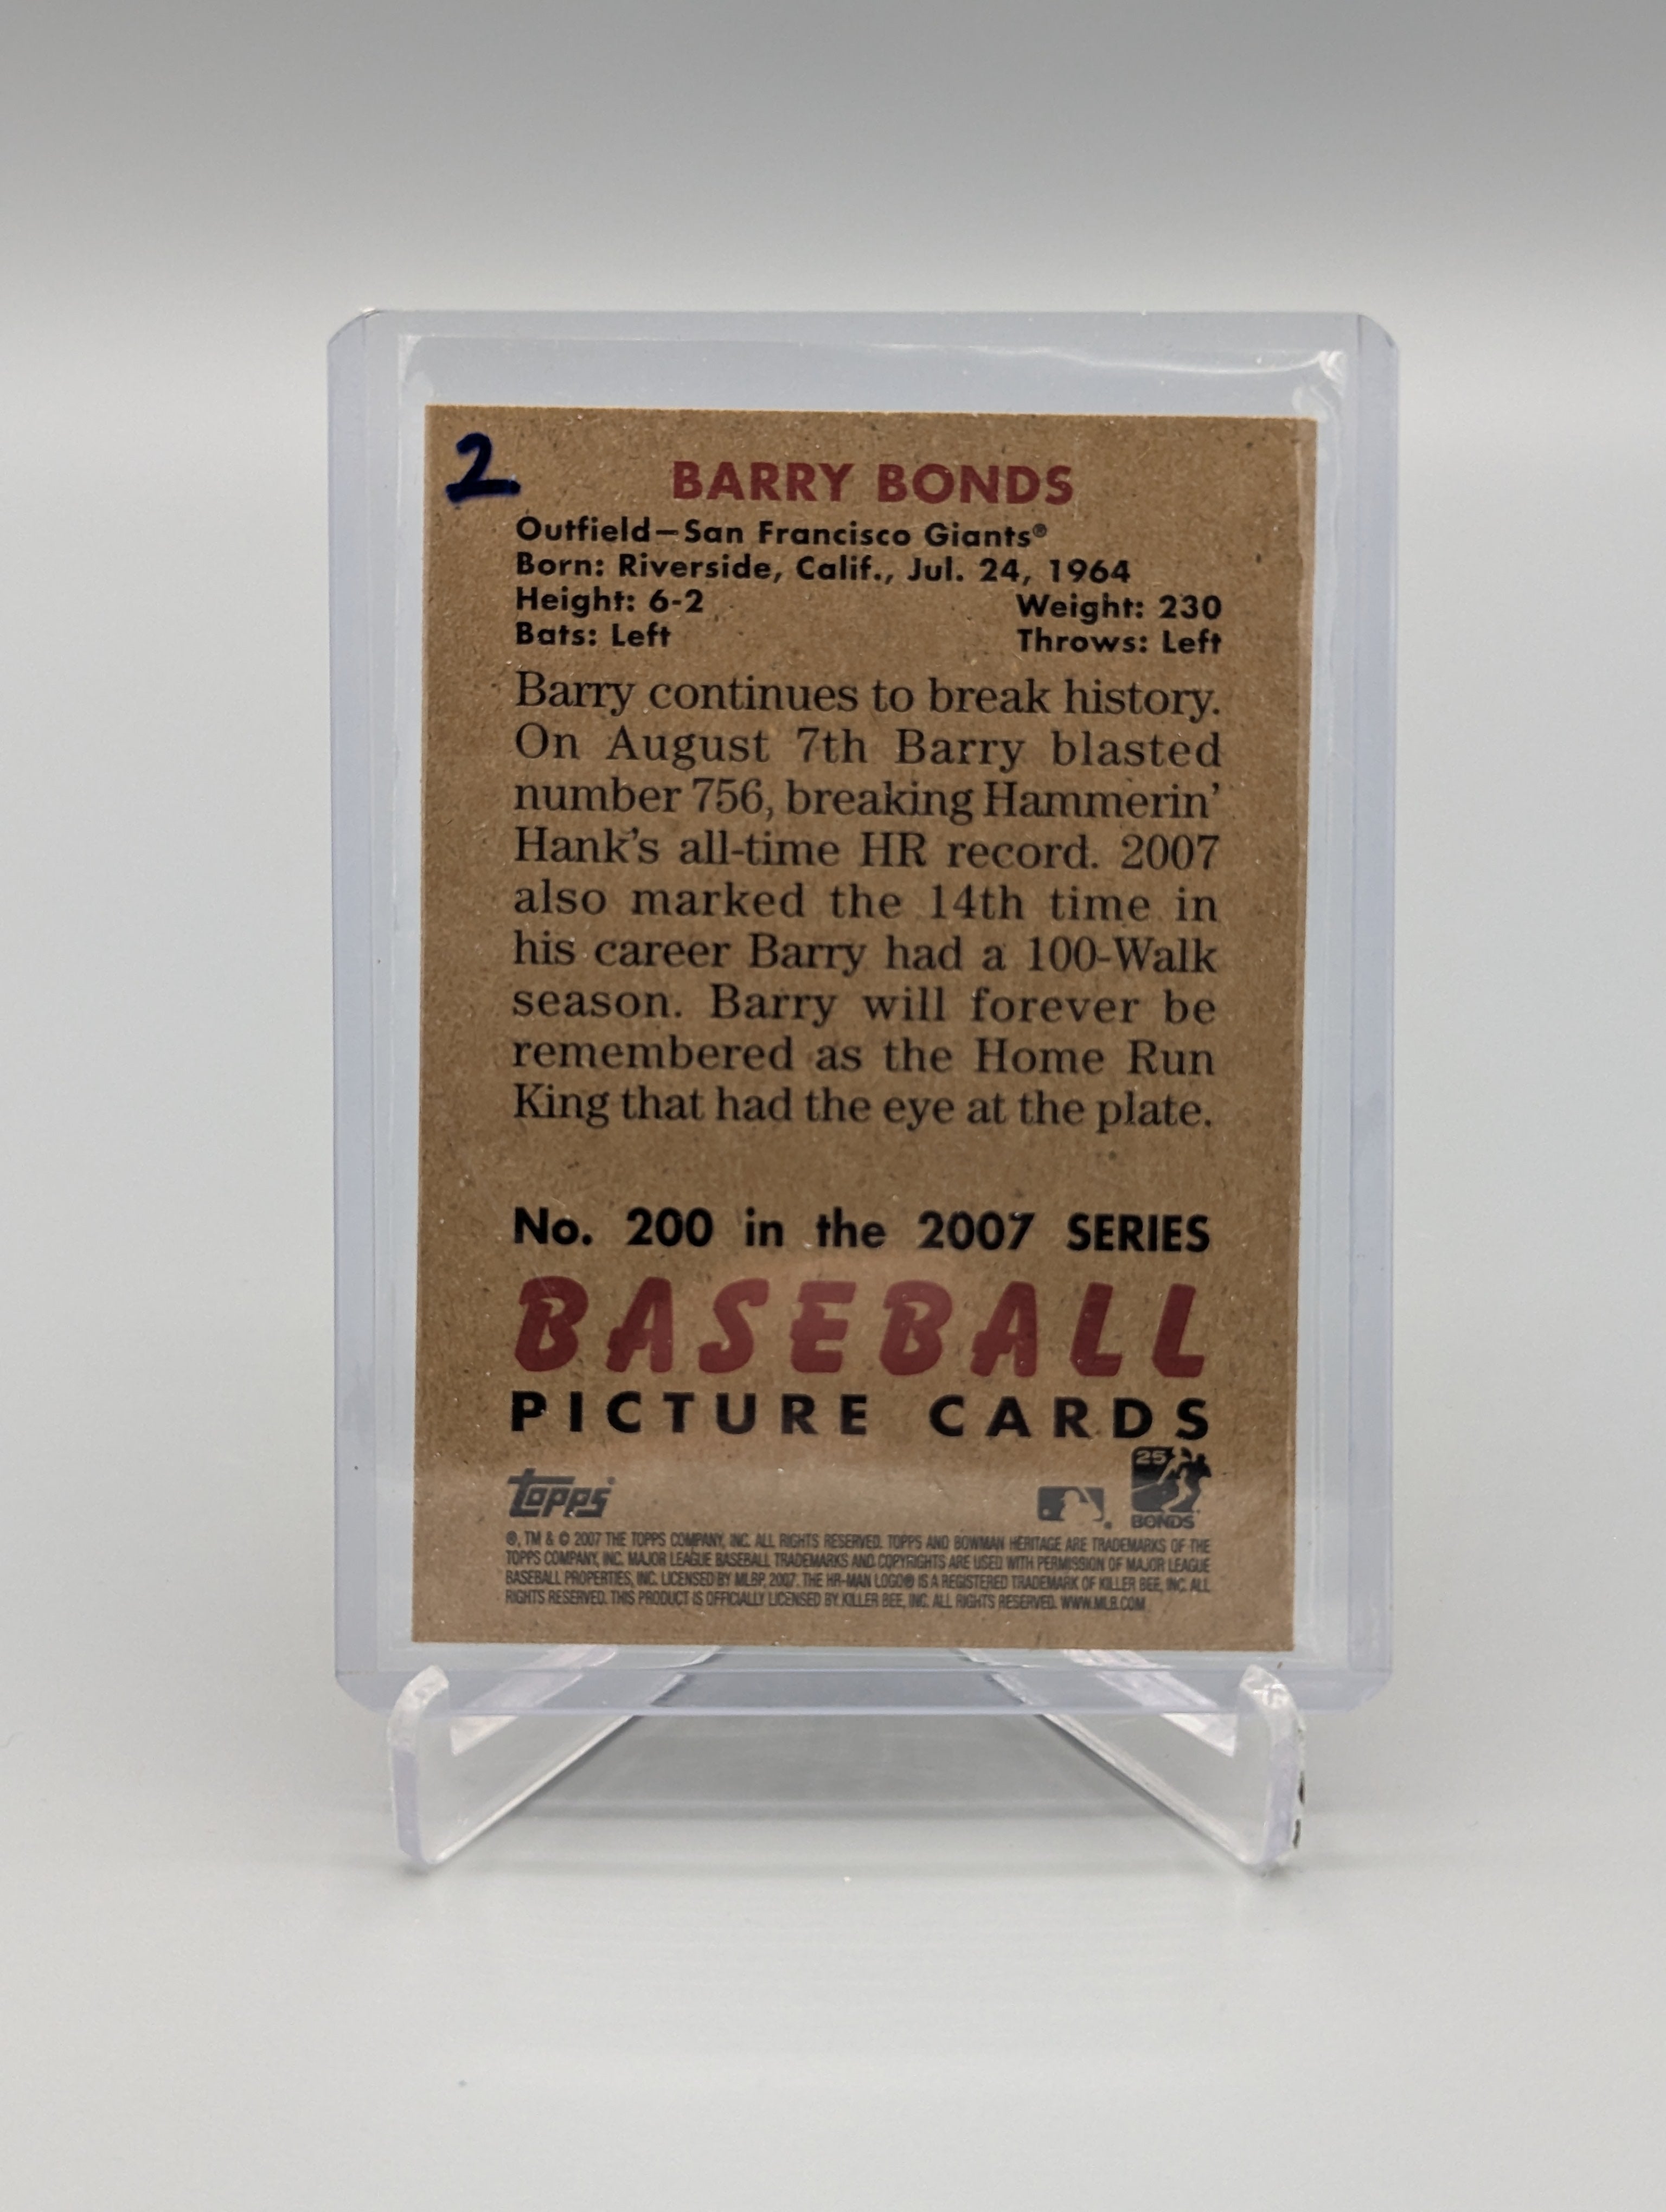 2
BARRY BONDS
Outfield—San Francisco Giants®
Born: Riverside, Calif., Jul. 24, 1964
Height: 6-2 Weight: 230
Bats: Left Throws: Left
Barry continues to break history.
On August 7th Barry blasted
number 756, breaking Hammerin'
Hank's all-time HR record. 2007
also marked the 14th time in
his career Barry had a 100-Walk
season. Barry will forever be
remembered as the Home Run
King that had the eye at the plate.
No. 200 in the 2007 SERIES
BASEBALL
PICTURE CARDS
topps
25
BONDS
®, TM & © 2007 THE TOPPS COMPANY, INC. ALL RIGHTS RESERVED. TOPPS AND BOWMAN HERITAGE ARE TRADEMARKS OF THE
TOPPS COMPANY, INC. MAJOR LEAGUE BASEBALL TRADEMARKS AND COPYRIGHTS ARE USED WITH PERMISSION OF MAJOR LEAGUE
BASEBALL PROPERTIES, INC. LICENSED BY MLBP, 2007. THE HR-MAN LOGO® IS A REGISTERED TRADEMARK OF KILLER BEE, INC. ALL
RIGHTS RESERVED. THIS PRODUCT IS OFFICIALLY LICENSED BY KILLER BEE, INC. ALL RIGHTS RESERVED. WWW.MLB.COM